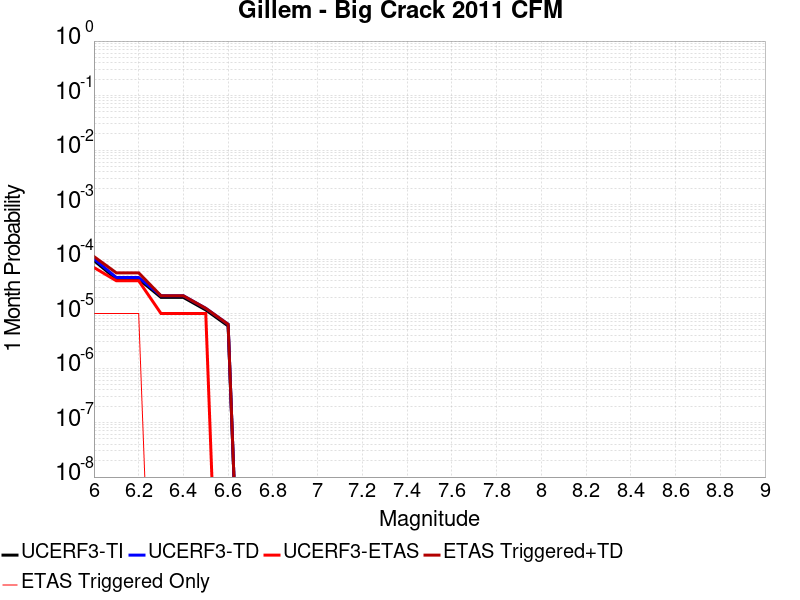 Gillem - Big Crack 2011 CFM
10 0
10 -1
10 -2
10 -3
10 -4
10 -5
10 -6
10 -7
10 -8
1 Month Probability
6 6.2 6.4 6.6 6.8 7 7.2 7.4 7.6 7.8 8 8.2 8.4 8.6 8.8 9
Magnitude
UCERF3-TI UCERF3-TD UCERF3-ETAS ETAS Triggered+TD
ETAS Triggered Only